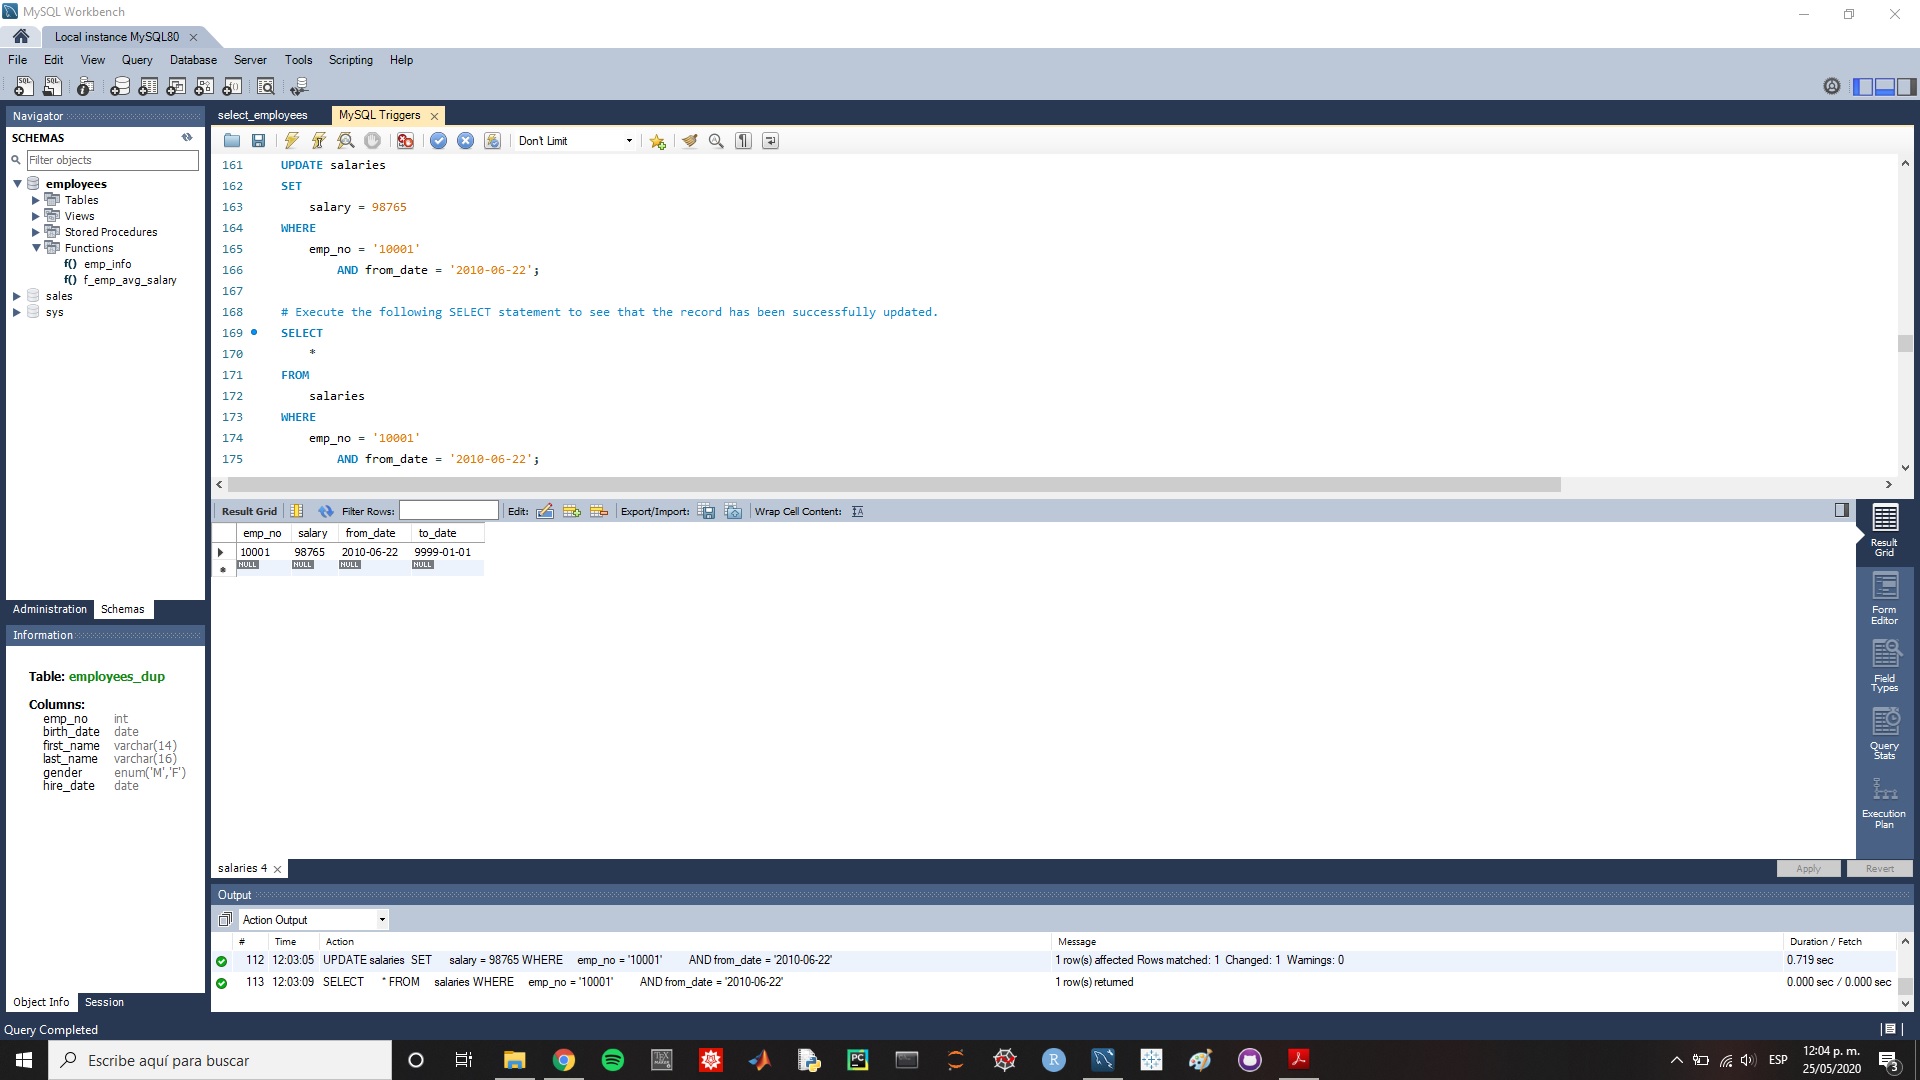 MySQL Workbench
Local instance MySQL80
File Edit View Query Database Server Tools Scripting Help
Navigator
SCHEMAS
Filter objects
employees
Tables
Views
Stored Procedures
Functions
f() emp_info
f() f_emp_avg_salary
sales
sys
Administration Schemas
Information
Table: employees_dup
Columns:
emp_no int
birth_date date
first_name varchar(14)
last_name varchar(16)
gender enum('M','F')
hire_date date
Object Info Session
select_employees MySQL Triggers
Don't Limit
161 UPDATE salaries
162 SET
163 salary = 98765
164 WHERE
165 emp_no = '10001'
166 AND from_date = '2010-06-22';
167
168 # Execute the following SELECT statement to see that the record has been successfully updated.
169 SELECT
170 *
171 FROM
172 salaries
173 WHERE
174 emp_no = '10001'
175 AND from_date = '2010-06-22';
Result Grid Filter Rows: Edit: Export/Import: Wrap Cell Content:
emp_no salary from_date to_date
10001 98765 2010-06-22 9999-01-01
NULL NULL NULL NULL
Result Grid
Form Editor
Field Types
Query Stats
Execution Plan
salaries 4
Apply Revert
Output
Action Output
# Time Action Message Duration / Fetch
112 12:03:05 UPDATE salaries SET salary = 98765 WHERE emp_no = '10001' AND from_date = '2010-06-22' 1 row(s) affected Rows matched: 1 Changed: 1 Warnings: 0 0.719 sec
113 12:03:09 SELECT * FROM salaries WHERE emp_no = '10001' AND from_date = '2010-06-22' 1 row(s) returned 0.000 sec / 0.000 sec
Query Completed
Escribe aquí para buscar
ESP
12:04 p. m.
25/05/2020
3